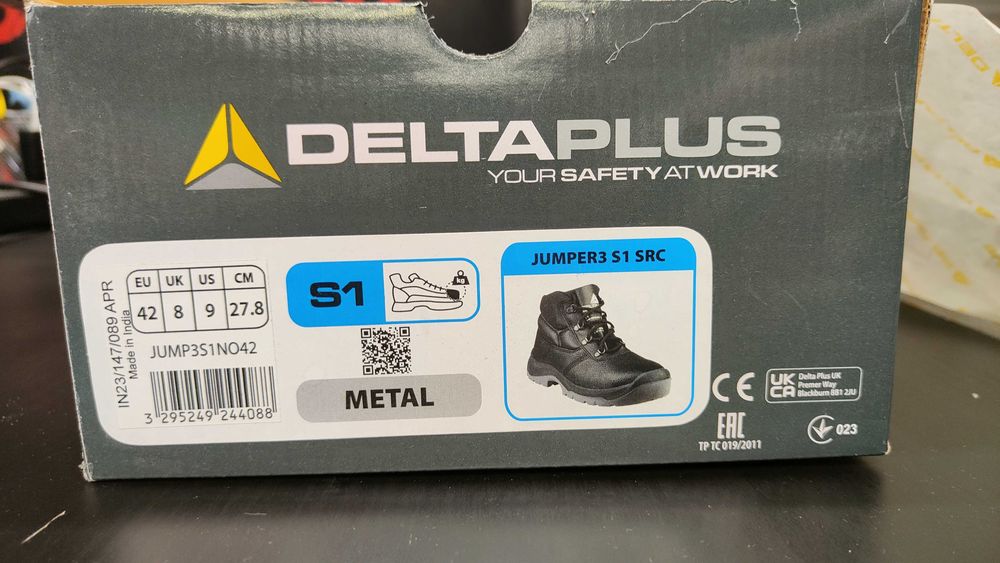 DELTAPLUS
YOUR SAFETY AT WORK
EU UK US CM
42 8 9 27.8
JUMP3S1NO42
3 295249 244088
IN23/147/089 APR
Made in India
S1
kg
METAL
JUMPER3 S1 SRC
CE
UK
CA
Delta Plus UK
Premer Way
Blackburn BB1 2JU
EAC
TP TC 019/2011
023